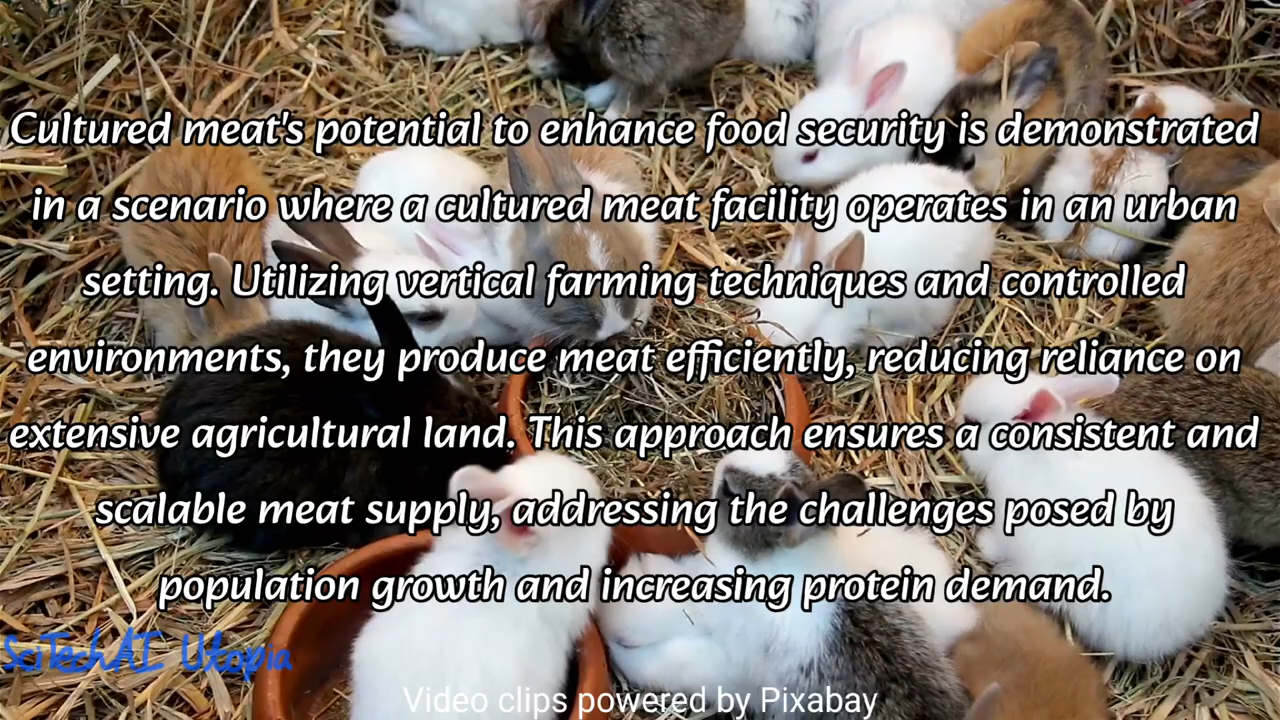 Cultured meat's potential to enhance food security is demonstrated
in a scenario where a cultured meat facility operates in an urban
setting. Utilizing vertical farming techniques and controlled
environments, they produce meat efficiently, reducing reliance on
extensive agricultural land. This approach ensures a consistent and
scalable meat supply, addressing the challenges posed by
population growth and increasing protein demand.
SciTechAI Utopia
Video clips powered by Pixabay